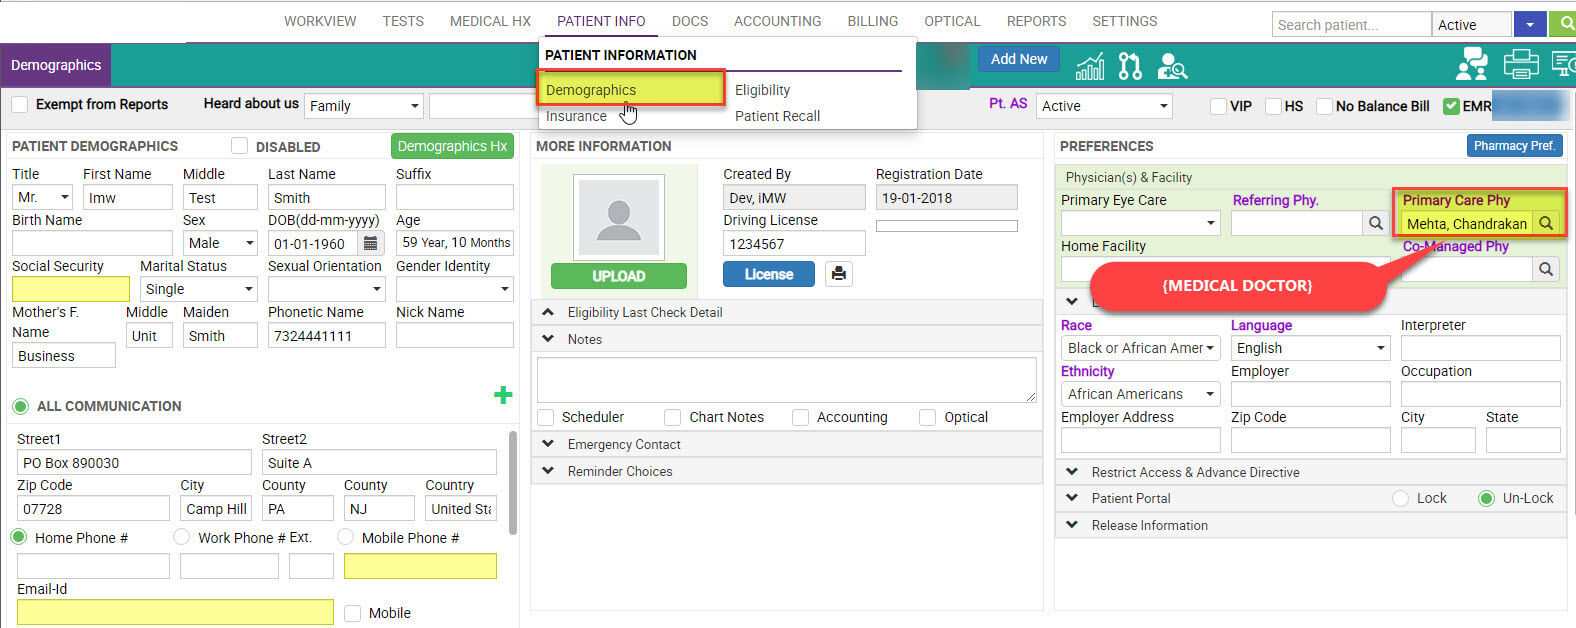 WORKVIEW TESTS MEDICAL HX PATIENT INFO DOCS ACCOUNTING BILLING OPTICAL REPORTS SETTINGS Search patient... Active
Demographics
PATIENT INFORMATION
Demographics Eligibility
Insurance Patient Recall
Add New
Exempt from Reports Heard about us Family
Pt. AS Active VIP HS No Balance Bill EMR
PATIENT DEMOGRAPHICS DISABLED Demographics Hx
Title First Name Middle Last Name Suffix
Mr. Imw Test Smith
Birth Name Sex DOB(dd-mm-yyyy) Age
Male 01-01-1960 59 Year, 10 Months
Social Security Marital Status Sexual Orientation Gender Identity
Single
Mother's F. Name Middle Maiden Phonetic Name Nick Name
Business Unit Smith 7324441111
ALL COMMUNICATION
Street1 Street2
PO Box 890030 Suite A
Zip Code City County County Country
07728 Camp Hill PA NJ United Sta
Home Phone # Work Phone # Ext. Mobile Phone #
Email-Id
Mobile
MORE INFORMATION
Created By Registration Date
Dev, iMW 19-01-2018
Driving License
1234567
UPLOAD License
Eligibility Last Check Detail
Notes
Scheduler Chart Notes Accounting Optical
Emergency Contact
Reminder Choices
PREFERENCES Pharmacy Pref.
Physician(s) & Facility
Primary Eye Care Referring Phy. Primary Care Phy
Mehta, Chandrakan
Home Facility Co-Managed Phy
{MEDICAL DOCTOR}
Race Language Interpreter
Black or African Amer English
Ethnicity Employer Occupation
African Americans
Employer Address Zip Code City State
Restrict Access & Advance Directive
Patient Portal Lock Un-Lock
Release Information